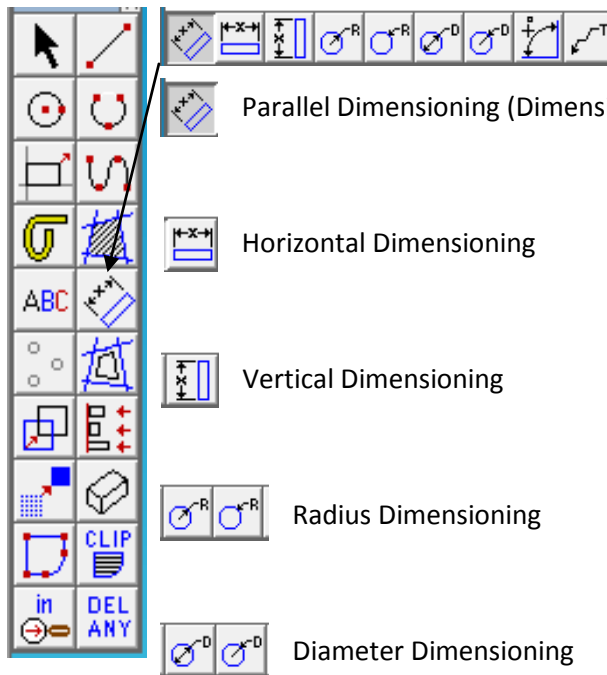 x R R D D T
Parallel Dimensioning (Dimens
Horizontal Dimensioning
ABC
Vertical Dimensioning
Radius Dimensioning
CLIP
in DEL
ANY
Diameter Dimensioning